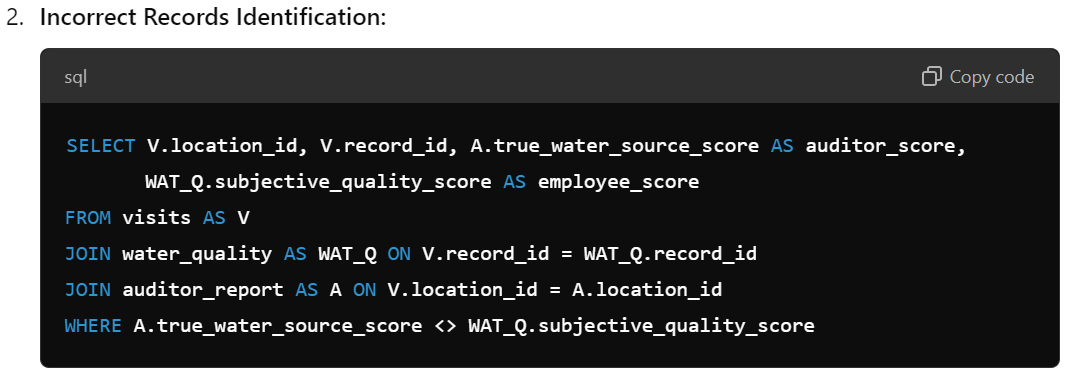 2. Incorrect Records Identification:
sql Copy code
SELECT V.location_id, V.record_id, A.true_water_source_score AS auditor_score,
WAT_Q.subjective_quality_score AS employee_score
FROM visits AS V
JOIN water_quality AS WAT_Q ON V.record_id = WAT_Q.record_id
JOIN auditor_report AS A ON V.location_id = A.location_id
WHERE A.true_water_source_score <> WAT_Q.subjective_quality_score